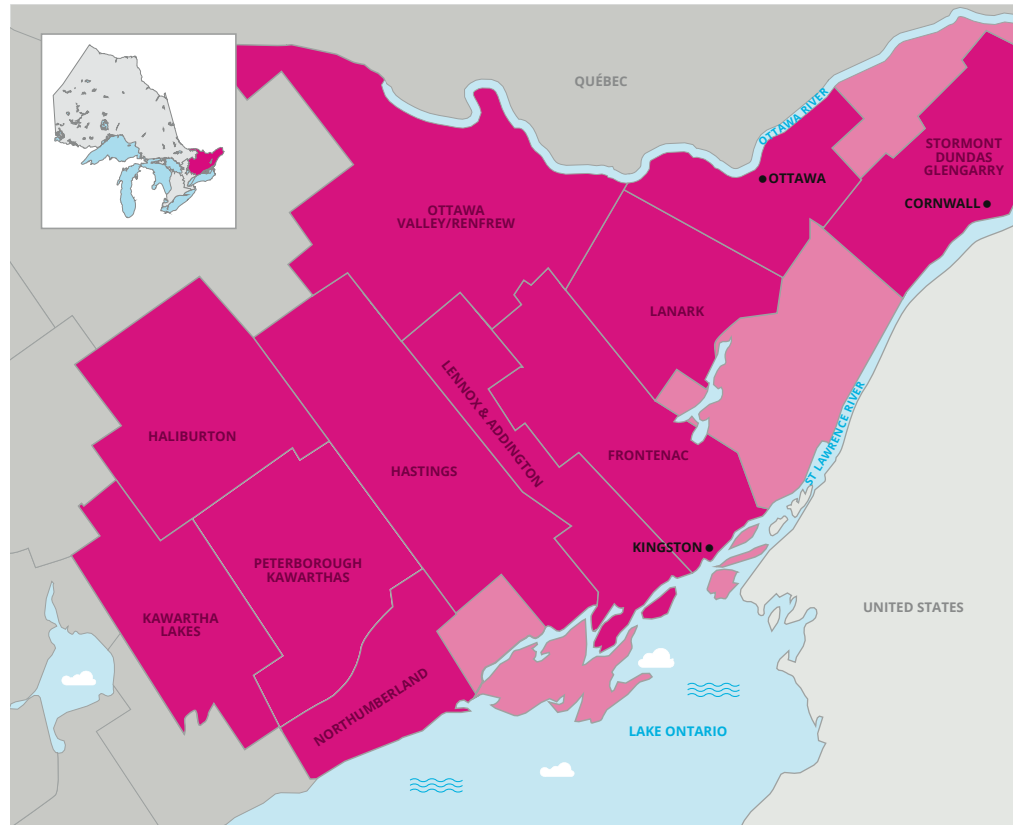 QUÉBEC
OTTAWA RIVER
STORMONT
DUNDAS
GLENGARRY
OTTAWA
CORNWALL
OTTAWA
VALLEY/RENFREW
LANARK
LENNOX & ADDINGTON
ST LAWRENCE RIVER
HALIBURTON
HASTINGS
FRONTENAC
KINGSTON
PETERBOROUGH
KAWARTHAS
KAWARTHA
LAKES
UNITED STATES
NORTHUMBERLAND
LAKE ONTARIO